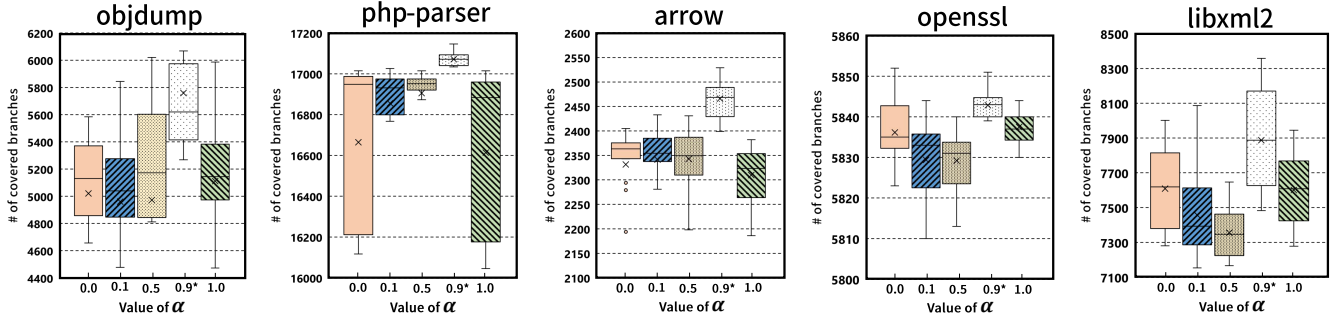 objdump
# of covered branches
6200
6000
5800
5600
5400
5200
5000
4800
4600
4400
0.0 0.1 0.5 0.9* 1.0
Value of α
php-parser
# of covered branches
17200
17000
16800
16600
16400
16200
16000
0.0 0.1 0.5 0.9* 1.0
Value of α
arrow
# of covered branches
2600
2550
2500
2450
2400
2350
2300
2250
2200
2150
2100
0.0 0.1 0.5 0.9* 1.0
Value of α
openssl
# of covered branches
5860
5850
5840
5830
5820
5810
5800
0.0 0.1 0.5 0.9* 1.0
Value of α
libxml2
# of covered branches
8500
8300
8100
7900
7700
7500
7300
7100
0.0 0.1 0.5 0.9* 1.0
Value of α